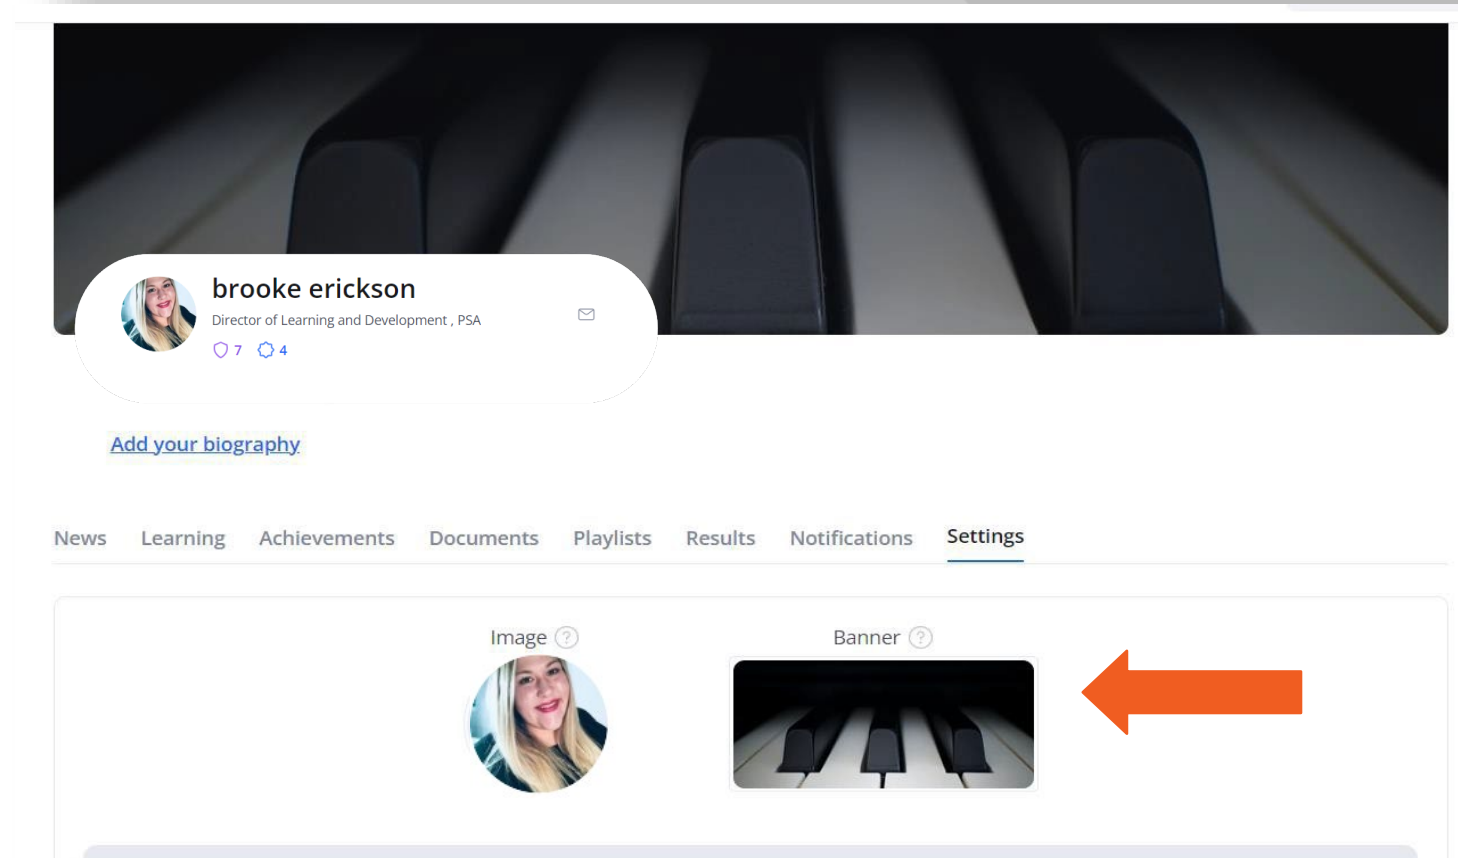 brooke erickson
Director of Learning and Development , PSA
7 4
Add your biography
News Learning Achievements Documents Playlists Results Notifications Settings
Image ? Banner ?